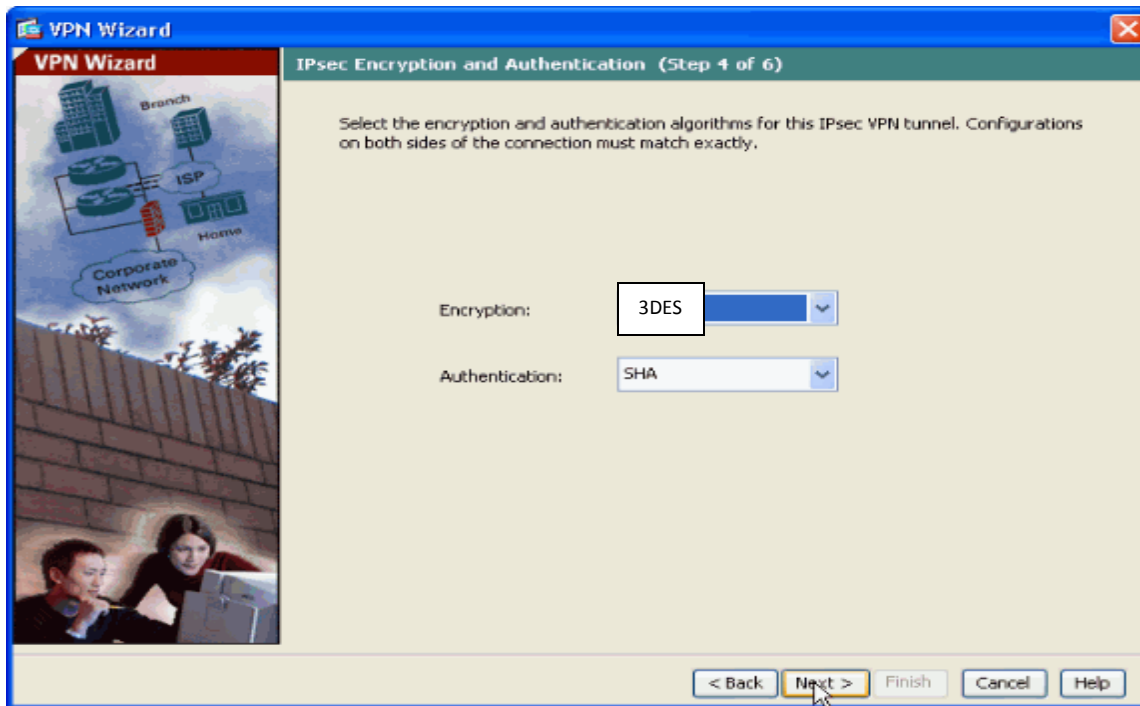 VPN Wizard
VPN Wizard
Branch
ISP
Home
Corporate
Network
IPsec Encryption and Authentication (Step 4 of 6)
Select the encryption and authentication algorithms for this IPsec VPN tunnel. Configurations
on both sides of the connection must match exactly.
Encryption: 3DES
Authentication: SHA
< Back Next > Finish Cancel Help